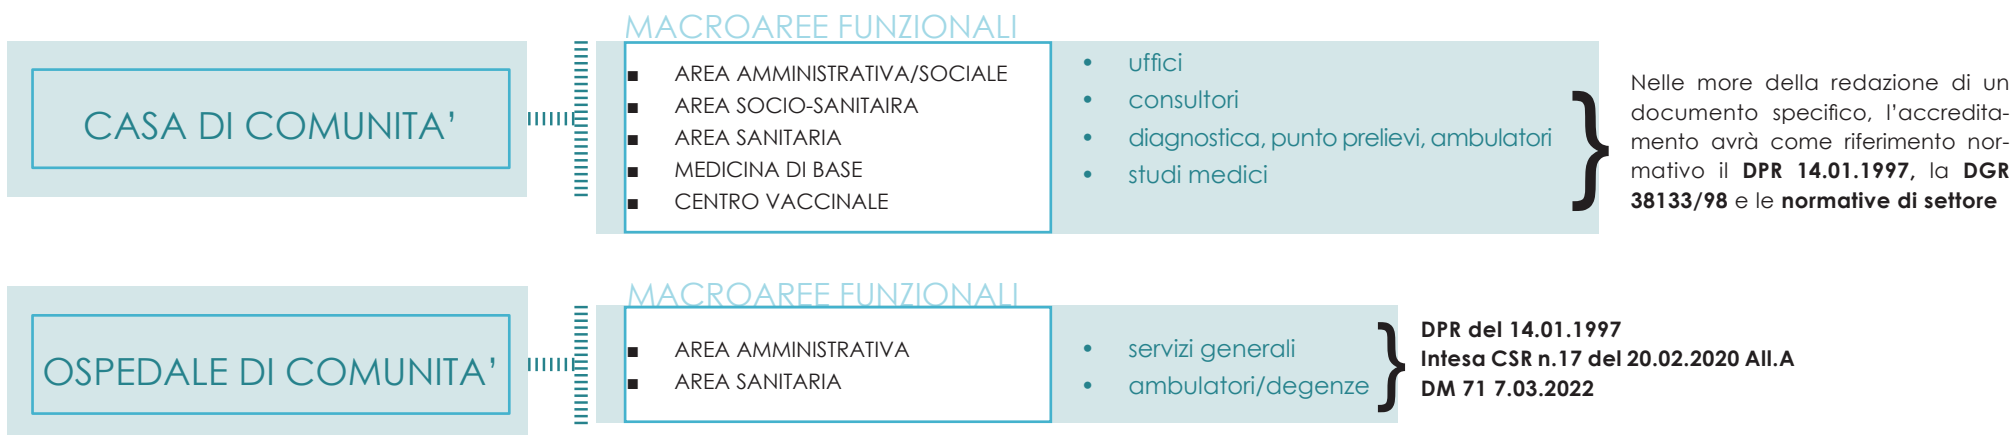 MACROAREE FUNZIONALI
CASA DI COMUNITA’
■ AREA AMMINISTRATIVA/SOCIALE
■ AREA SOCIO-SANITAIRA
■ AREA SANITARIA
■ MEDICINA DI BASE
■ CENTRO VACCINALE
• uffici
• consultori
• diagnostica, punto prelievi, ambulatori
• studi medici
}
Nelle more della redazione di un
documento specifico, l’accredita-
mento avrà come riferimento nor-
mativo il DPR 14.01.1997, la DGR
38133/98 e le normative di settore
MACROAREE FUNZIONALI
OSPEDALE DI COMUNITA’
■ AREA AMMINISTRATIVA
■ AREA SANITARIA
• servizi generali
• ambulatori/degenze
}
DPR del 14.01.1997
Intesa CSR n.17 del 20.02.2020 All.A
DM 71 7.03.2022